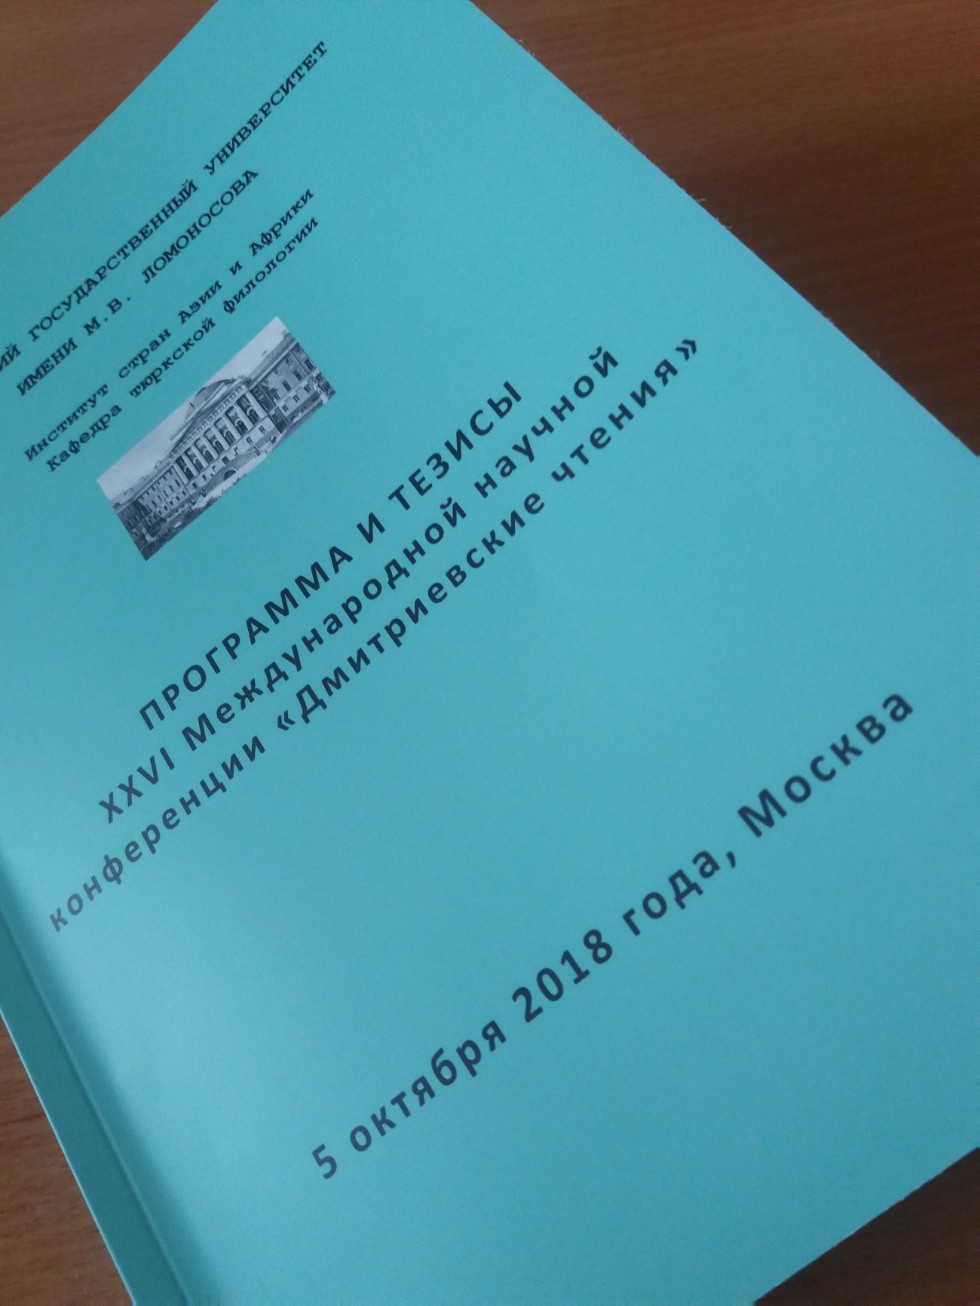 ГОСУДАРСТВЕННЫЙ УНИВЕРСИТЕТ
ИМЕНИ М.В. ЛОМОНОСОВА
Институт стран Азии и Африки
Кафедра тюркской филологии
ПРОГРАММА И ТЕЗИСЫ
XXVI Международной научной
конференции «Дмитриевские чтения»
5 октября 2018 года, Москва